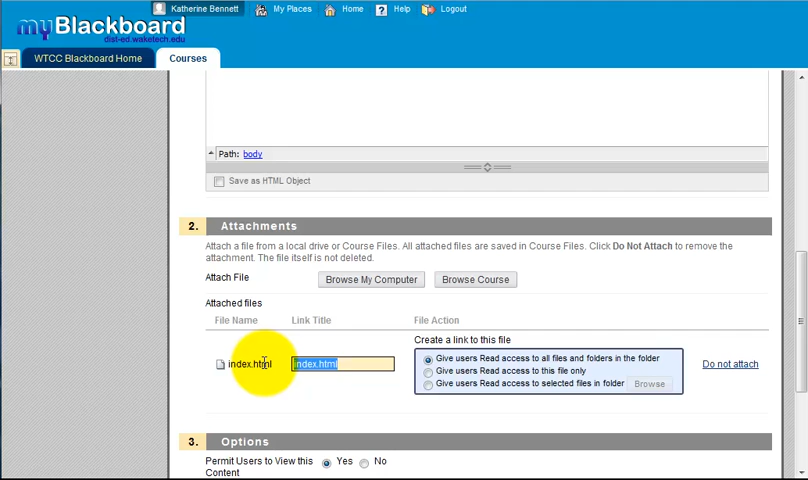 Katherine Bennett My Places Home Help Logout
myBlackboard
dist-ed.waketech.edu
WTCC Blackboard Home Courses
Path: body
Save as HTML Object
2. Attachments
Attach a file from a local drive or Course Files. All attached files are saved in Course Files. Click Do Not Attach to remove the
attachment. The file itself is not deleted.
Attach File Browse My Computer Browse Course
Attached files
File Name Link Title File Action
Create a link to this file
index.html index.html Give users Read access to all files and folders in the folder Do not attach
Give users Read access to this file only
Give users Read access to selected files in folder Browse
3. Options
Permit Users to View this Yes No
Content